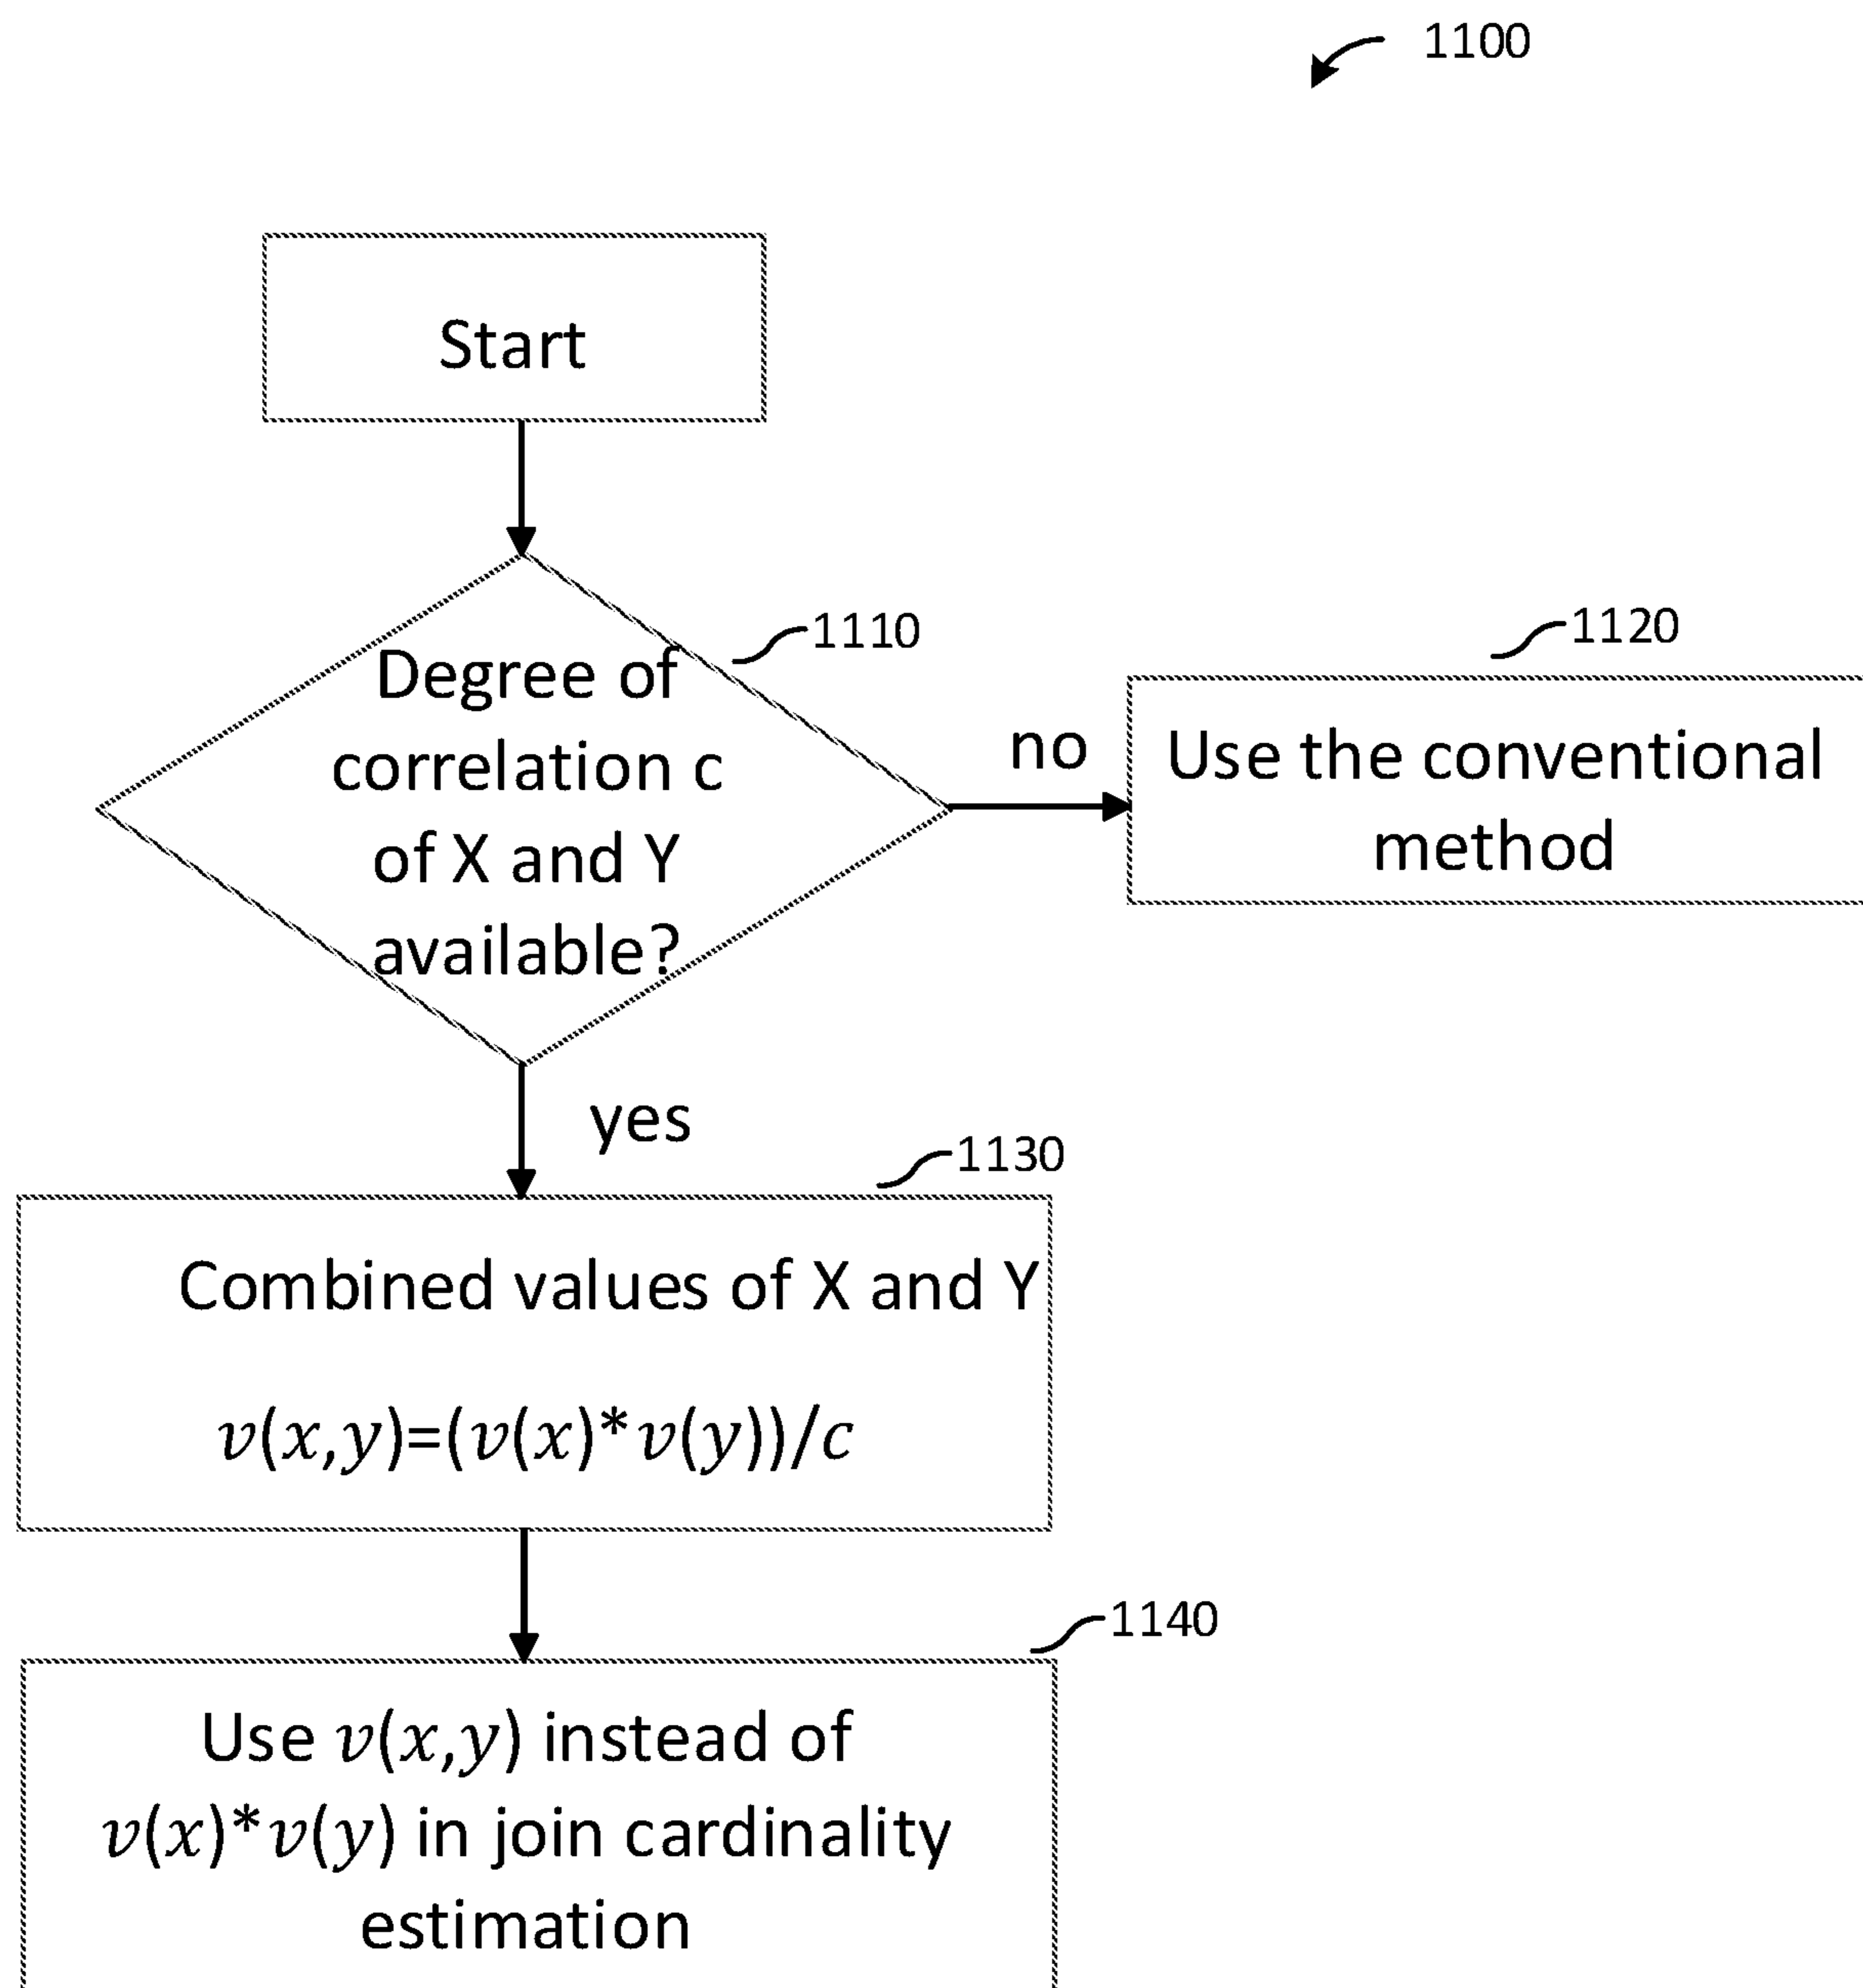 1100
Start
1110
Degree of
correlation c
of X and Y
available?
no
1120
Use the conventional
method
yes
1130
Combined values of X and Y
v(x,y)=(v(x)*v(y))/c
1140
Use v(x,y) instead of
v(x)*v(y) in join cardinality
estimation